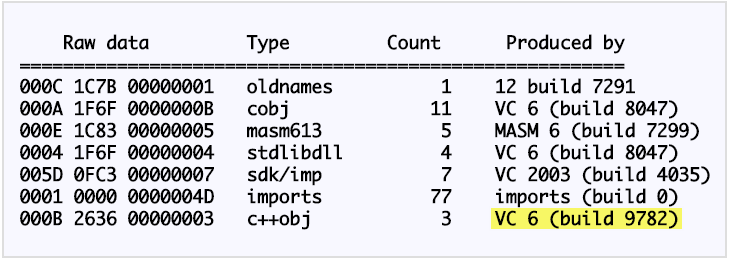 Raw data Type Count Produced by
============================================================
000C 1C7B 00000001 oldnames 1 12 build 7291
000A 1F6F 0000000B cobj 11 VC 6 (build 8047)
000E 1C83 00000005 masm613 5 MASM 6 (build 7299)
0004 1F6F 00000004 stdlibdll 4 VC 6 (build 8047)
005D 0FC3 00000007 sdk/imp 7 VC 2003 (build 4035)
0001 0000 0000004D imports 77 imports (build 0)
000B 2636 00000003 c++obj 3 VC 6 (build 9782)